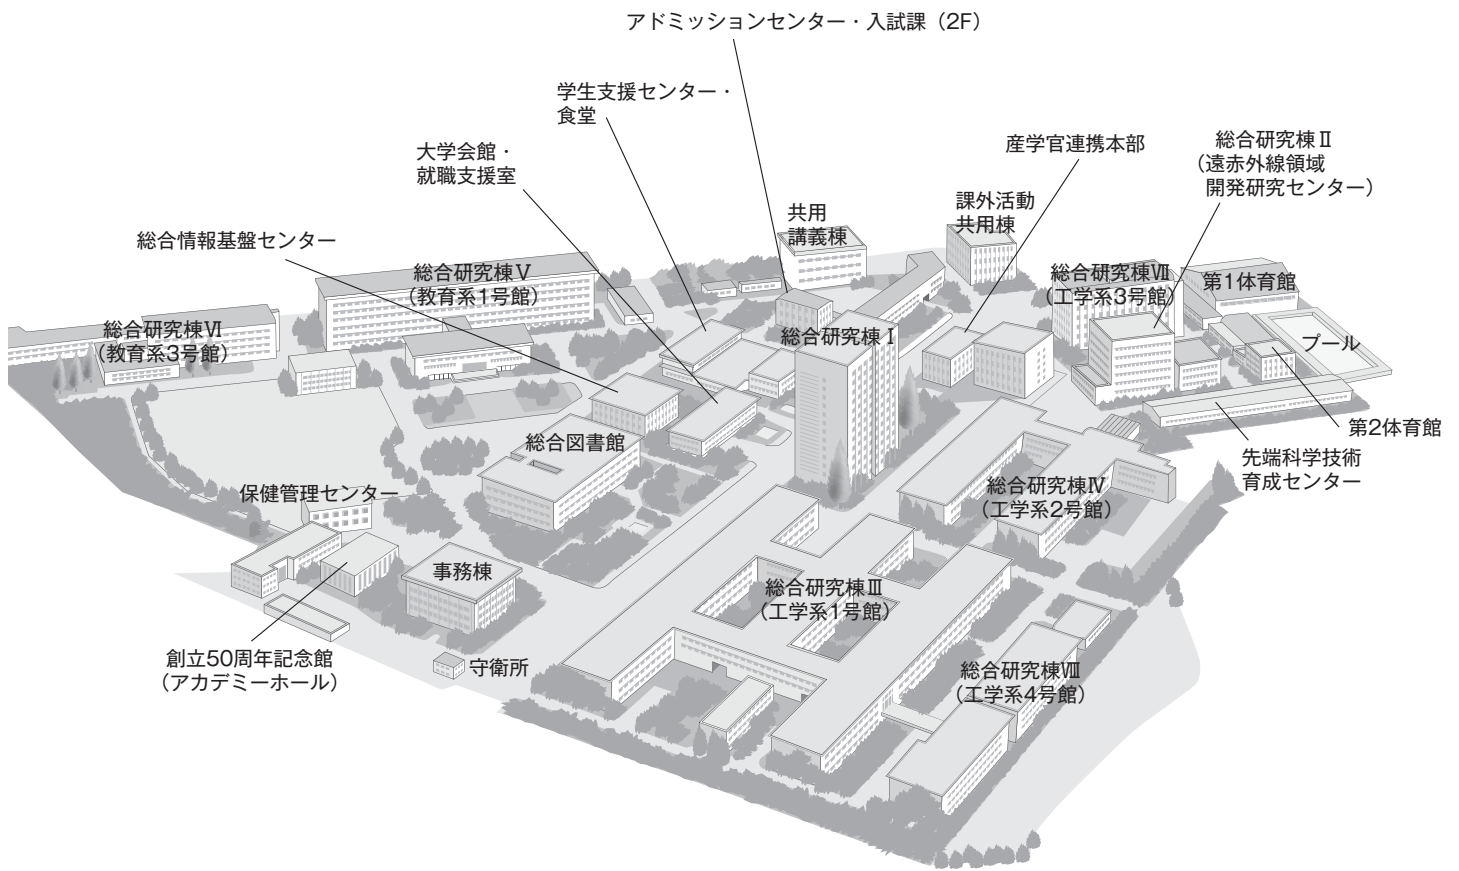 アドミッションセンター・入試課（2F）
学生支援センター・
食堂
大学会館・
就職支援室
産学官連携本部
総合研究棟Ⅱ
（遠赤外線領域
開発研究センター）
共用
講義棟
課外活動
共用棟
総合情報基盤センター
総合研究棟Ⅴ
（教育系1号館）
総合研究棟Ⅶ
（工学系3号館）
第1体育館
総合研究棟Ⅵ
（教育系3号館）
総合研究棟Ⅰ
プール
総合図書館
第2体育館
先端科学技術
育成センター
保健管理センター
総合研究棟Ⅳ
（工学系2号館）
事務棟
総合研究棟Ⅲ
（工学系1号館）
創立50周年記念館
（アカデミーホール）
守衛所
総合研究棟Ⅷ
（工学系4号館）